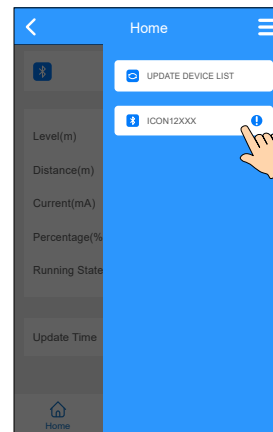 Home
UPDATE DEVICE LIST
ICON12XXX
Level(m)
Distance(m)
Current(mA)
Percentage(%
Running State
Update Time
Home